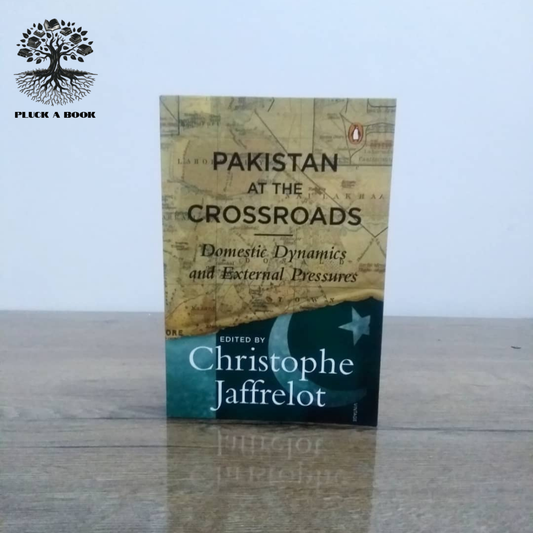 PLUCK A BOOK
PAKISTAN
AT THE
CROSSROADS
Domestic Dynamics
and External Pressures
EDITED BY
Christophe
Jaffrelot